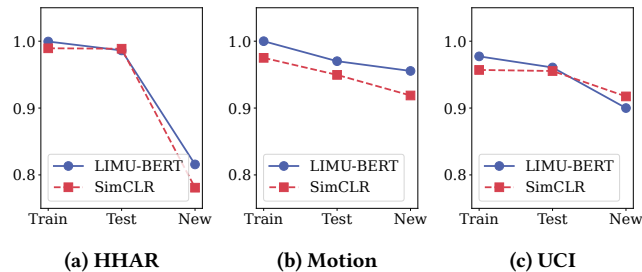 1.0
0.9
0.8
LIMU-BERT
SimCLR
Train Test New
(a) HHAR
1.0
0.9
0.8
LIMU-BERT
SimCLR
Train Test New
(b) Motion
1.0
0.9
0.8
LIMU-BERT
SimCLR
Train Test New
(c) UCI